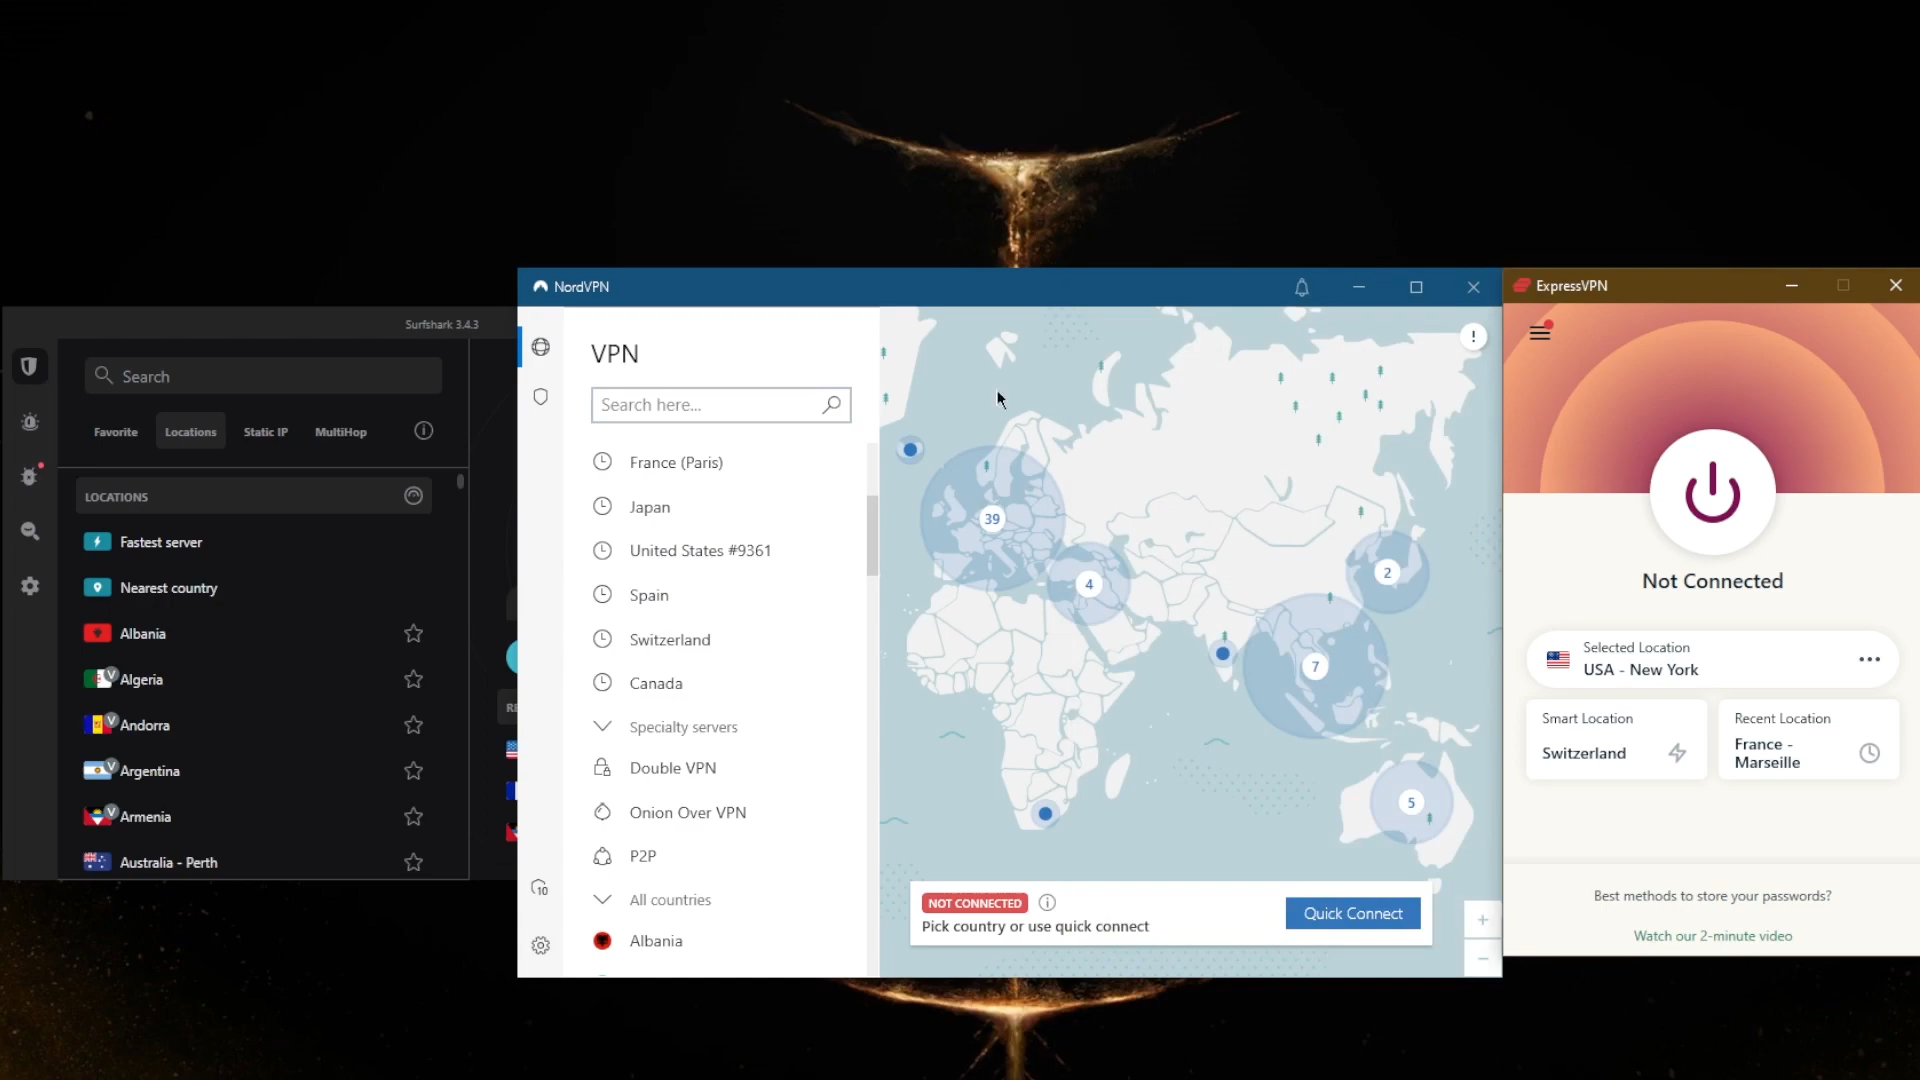 Surfshark 3.4.3
Search
Favorite
Locations
Static IP
MultiHop
LOCATIONS
Fastest server
Nearest country
Albania
V
Algeria
V
Andorra
V
Argentina
V
Armenia
Australia - Perth
RE
NordVPN
VPN
Search here...
France (Paris)
Japan
United States #9361
Spain
Switzerland
Canada
Specialty servers
Double VPN
Onion Over VPN
P2P
All countries
Albania
10
39
4
2
7
5
!
NOT CONNECTED
Pick country or use quick connect
Quick Connect
ExpressVPN
Not Connected
Selected Location
USA - New York
Smart Location
Switzerland
Recent Location
France -
Marseille
Best methods to store your passwords?
Watch our 2-minute video